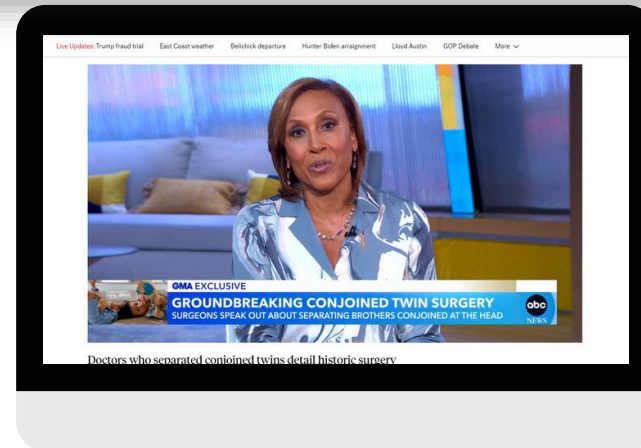 Live Updates: Trump fraud trial East Coast weather Belichick departure Hunter Biden arraignment Lloyd Austin GOP Debate More
GMA EXCLUSIVE
GROUNDBREAKING CONJOINED TWIN SURGERY
SURGEONS SPEAK OUT ABOUT SEPARATING BROTHERS CONJOINED AT THE HEAD
abc
NEWS
Doctors who separated conjoined twins detail historic surgery